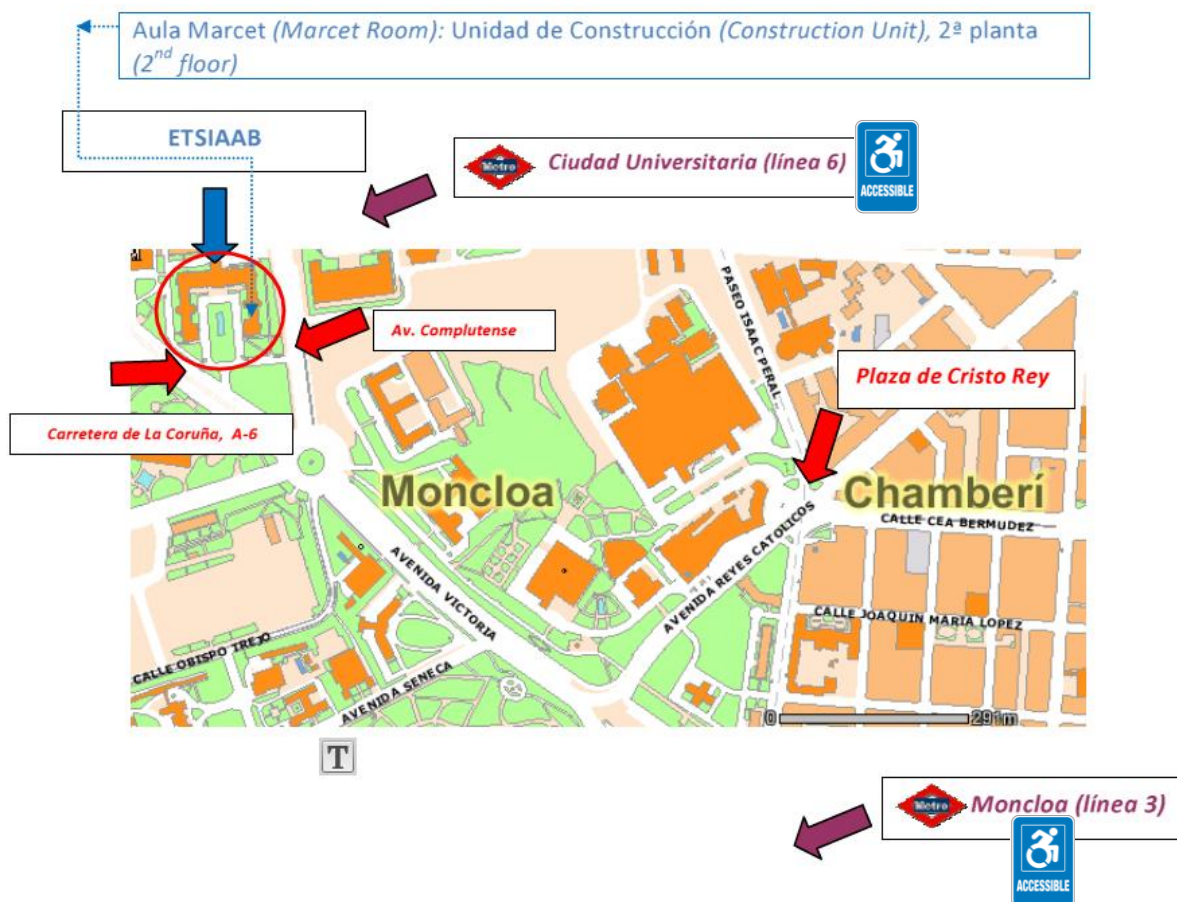 Aula Marcet (Marcet Room): Unidad de Construcción (Construction Unit), 2ª planta
(2nd floor)
ETSIAAB
Metro
Ciudad Universitaria (línea 6)
ACCESSIBLE
Av. Complutense
PASEO ISAAC PERAL
Plaza de Cristo Rey
Carretera de La Coruña, A-6
Moncloa
Chamberí
CALLE CEA BERMUDEZ
AVENIDA VICTORIA
AVENIDA REYES CATOLICOS
CALLE JOAQUIN MARIA LOPEZ
CALLE OBISPO TREJO
AVENIDA SENECA
0 291m
T
Metro
Moncloa (línea 3)
ACCESSIBLE